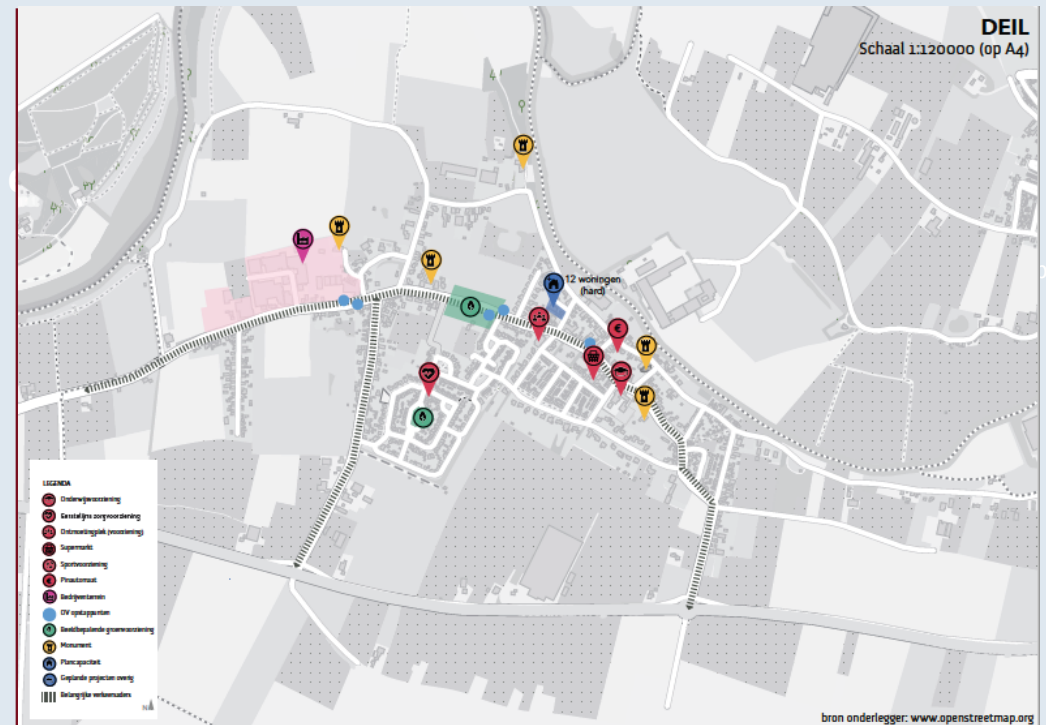 DEIL
Schaal 1:120000 (op A4)
12 woningen
(hard)
€
LEGENDA
Onderwijsvoorziening
Eerstelijns zorgvoorziening
Ontmoetingplek (voorziening)
Supermarkt
Sportvoorziening
€
Pinautomaat
Bedrijventerrein
OV opstappunten
Beeldbepalende groenvoorziening
Monument
Plancapaciteit
Geplande projecten overig
Belangrijke verkeersaders
N
bron onderlegger: www.openstreetmap.org